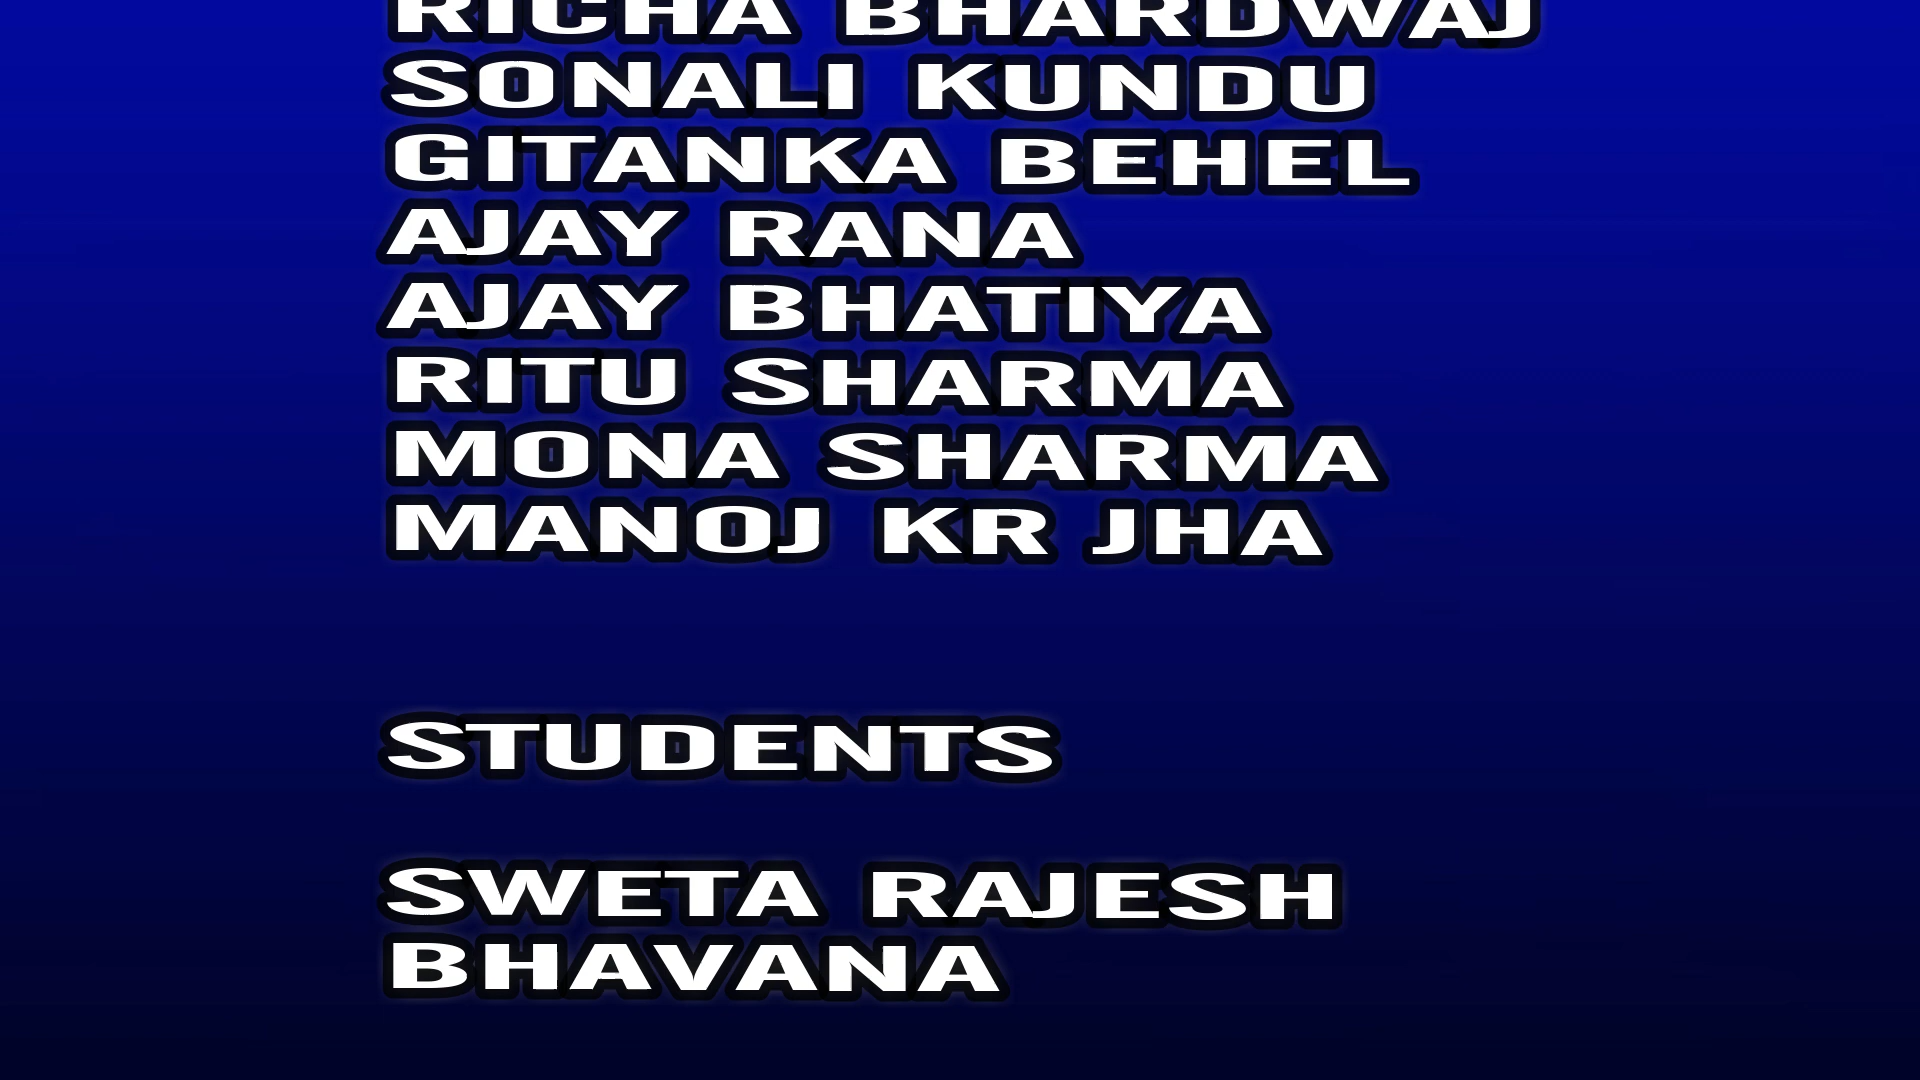 RICHA BHARDWAJ
SONALI KUNDU
GITANKA BEHEL
AJAY RANA
AJAY BHATIYA
RITU SHARMA
MONA SHARMA
MANOJ KR JHA
STUDENTS
SWETA RAJESH
BHAVANA